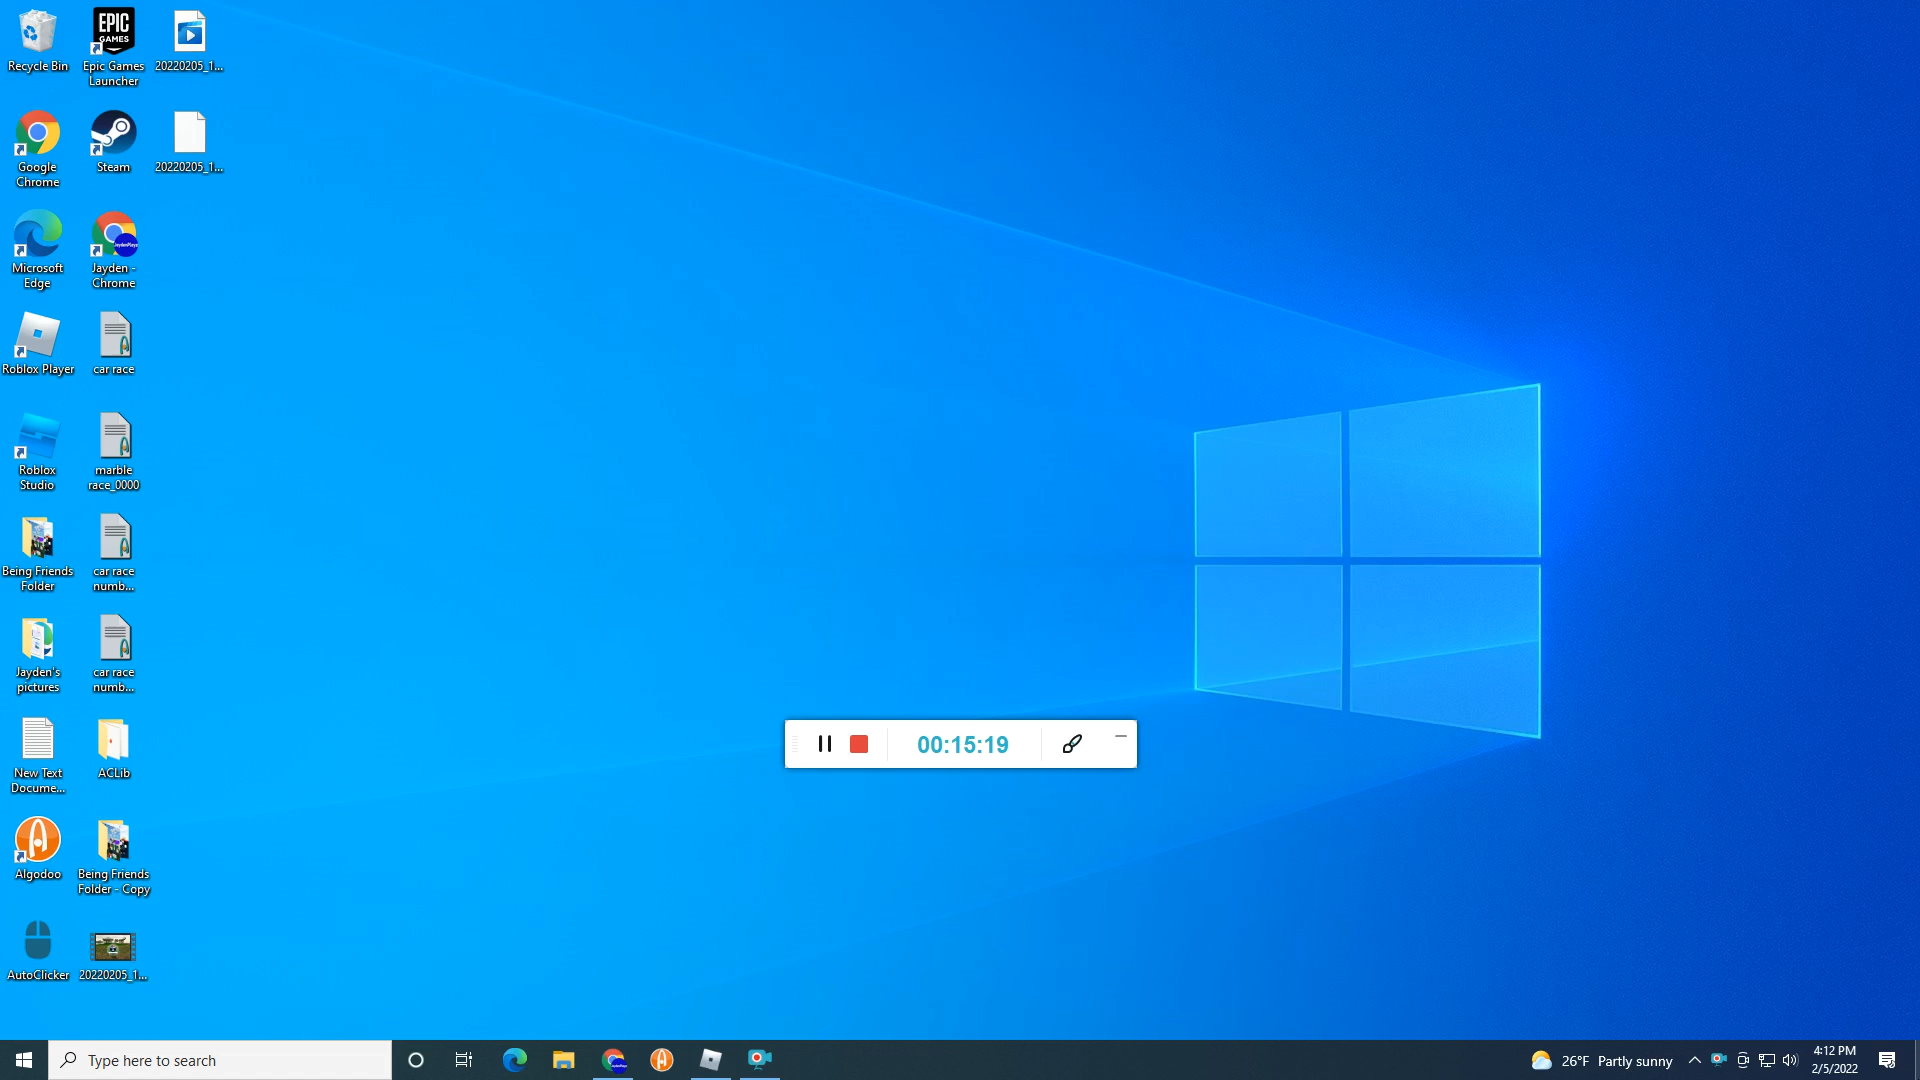 Recycle Bin
EPIC
GAMES
Epic Games
Launcher
20220205_1...
Google
Chrome
Steam
20220205_1...
Microsoft
Edge
JaydenPlayz
Jayden -
Chrome
Roblox Player
car race
Roblox
Studio
marble
race_0000
Being Friends
Folder
car race
numb...
Jayden's
pictures
car race
numb...
New Text
Docume...
ACLib
Algodoo
Being Friends
Folder - Copy
AutoClicker
20220205_1...
00:15:19
Type here to search
26°F Partly sunny
4:12 PM
2/5/2022